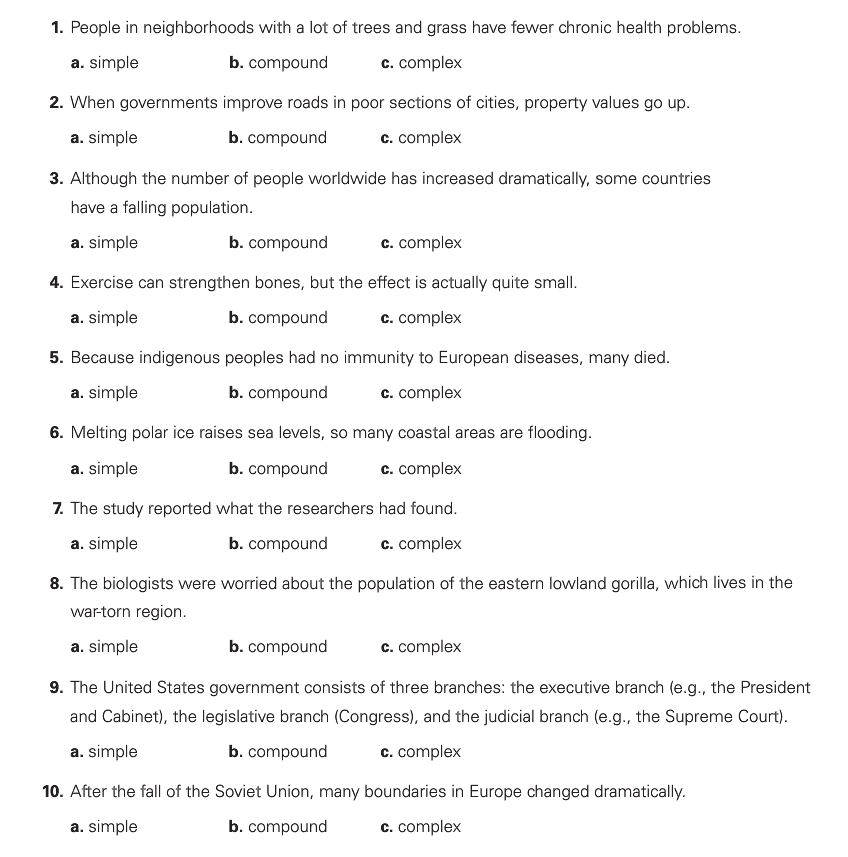 1. People in neighborhoods with a lot of trees and grass have fewer chronic health problems.
a. simple b. compound c. complex
2. When governments improve roads in poor sections of cities, property values go up.
a. simple b. compound c. complex
3. Although the number of people worldwide has increased dramatically, some countries
have a falling population.
a. simple b. compound c. complex
4. Exercise can strengthen bones, but the effect is actually quite small.
a. simple b. compound c. complex
5. Because indigenous peoples had no immunity to European diseases, many died.
a. simple b. compound c. complex
6. Melting polar ice raises sea levels, so many coastal areas are flooding.
a. simple b. compound c. complex
7. The study reported what the researchers had found.
a. simple b. compound c. complex
8. The biologists were worried about the population of the eastern lowland gorilla, which lives in the
war-torn region.
a. simple b. compound c. complex
9. The United States government consists of three branches: the executive branch (e.g., the President
and Cabinet), the legislative branch (Congress), and the judicial branch (e.g., the Supreme Court).
a. simple b. compound c. complex
10. After the fall of the Soviet Union, many boundaries in Europe changed dramatically.
a. simple b. compound c. complex